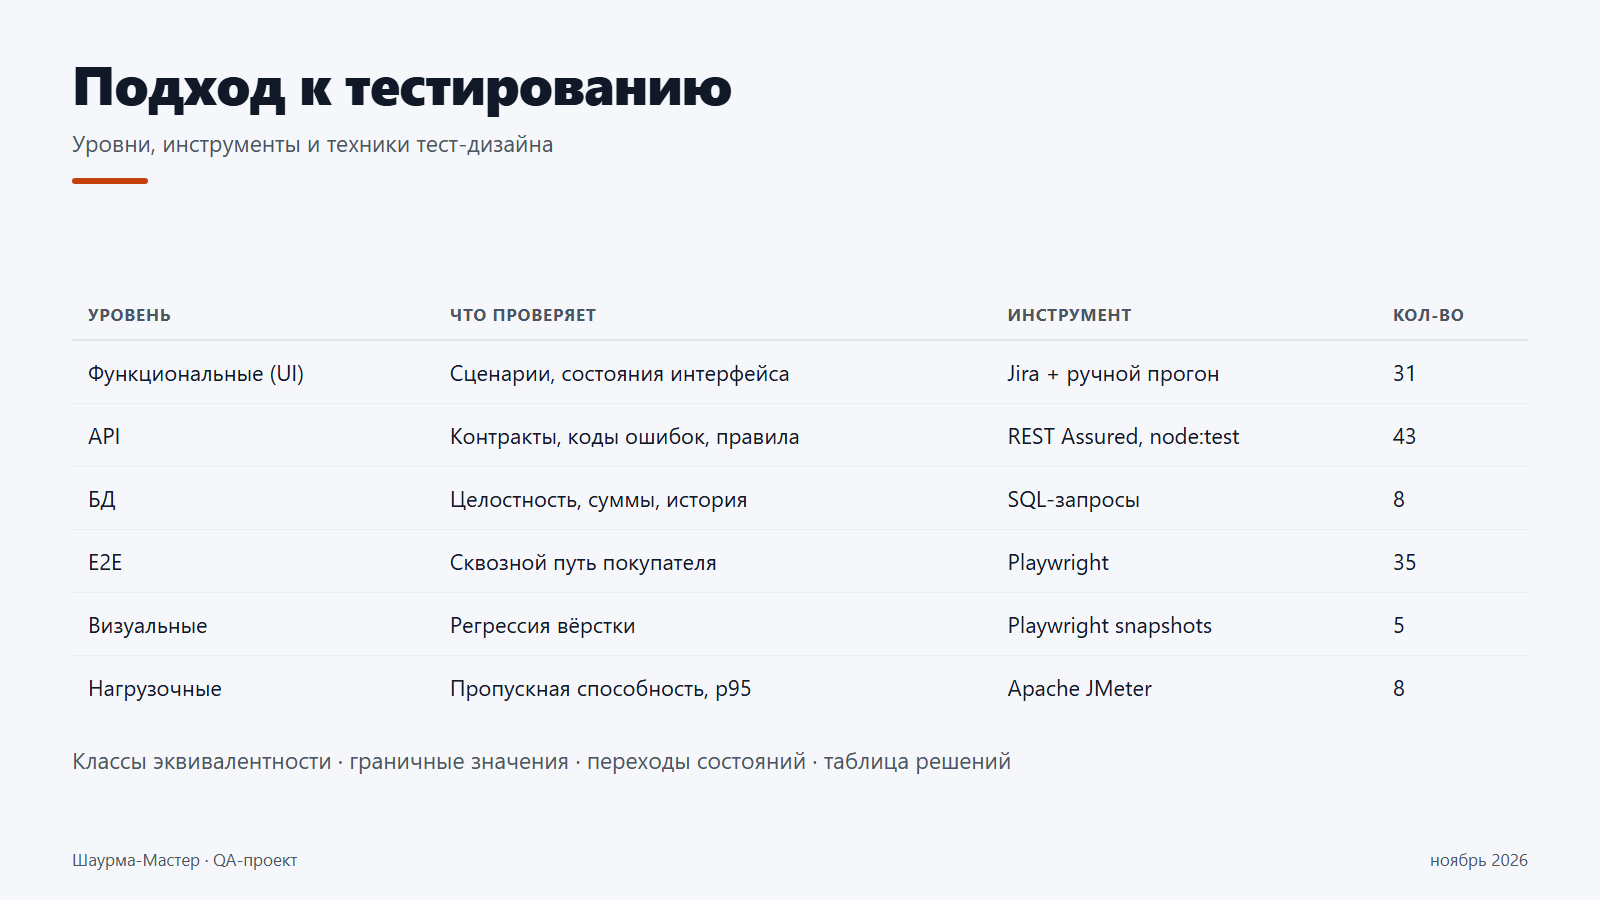 Подход к тестированию
Уровни, инструменты и техники тест-дизайна
УРОВЕНЬ ЧТО ПРОВЕРЯЕТ ИНСТРУМЕНТ КОЛ-ВО
Функциональные (UI) Сценарии, состояния интерфейса Jira + ручной прогон 31
API Контракты, коды ошибок, правила REST Assured, node:test 43
БД Целостность, суммы, история SQL-запросы 8
E2E Сквозной путь покупателя Playwright 35
Визуальные Регрессия вёрстки Playwright snapshots 5
Нагрузочные Пропускная способность, p95 Apache JMeter 8
Классы эквивалентности · граничные значения · переходы состояний · таблица решений
Шаурма-Мастер · QA-проект ноябрь 2026